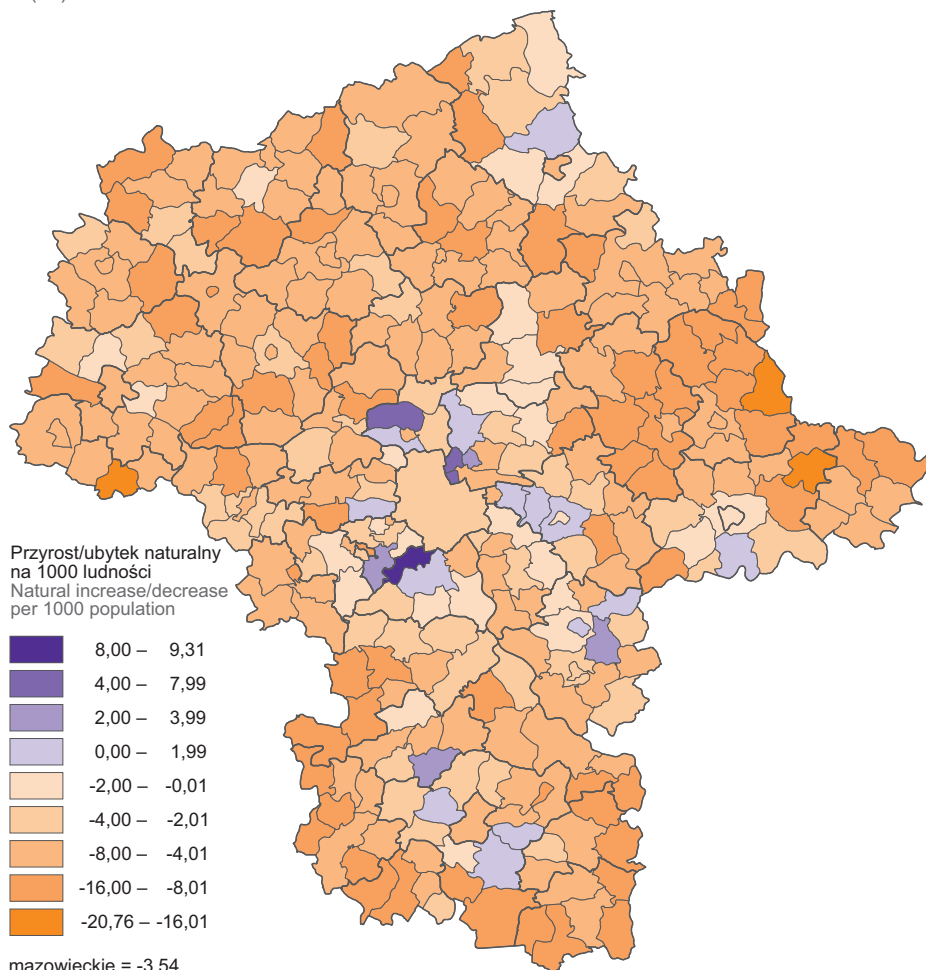 Przyrost/ubytek naturalny
na 1000 ludności
Natural increase/decrease
per 1000 population
8,00 – 9,31
4,00 – 7,99
2,00 – 3,99
0,00 – 1,99
-2,00 – -0,01
-4,00 – -2,01
-8,00 – -4,01
-16,00 – -8,01
-20,76 – -16,01
mazowieckie = -3,54